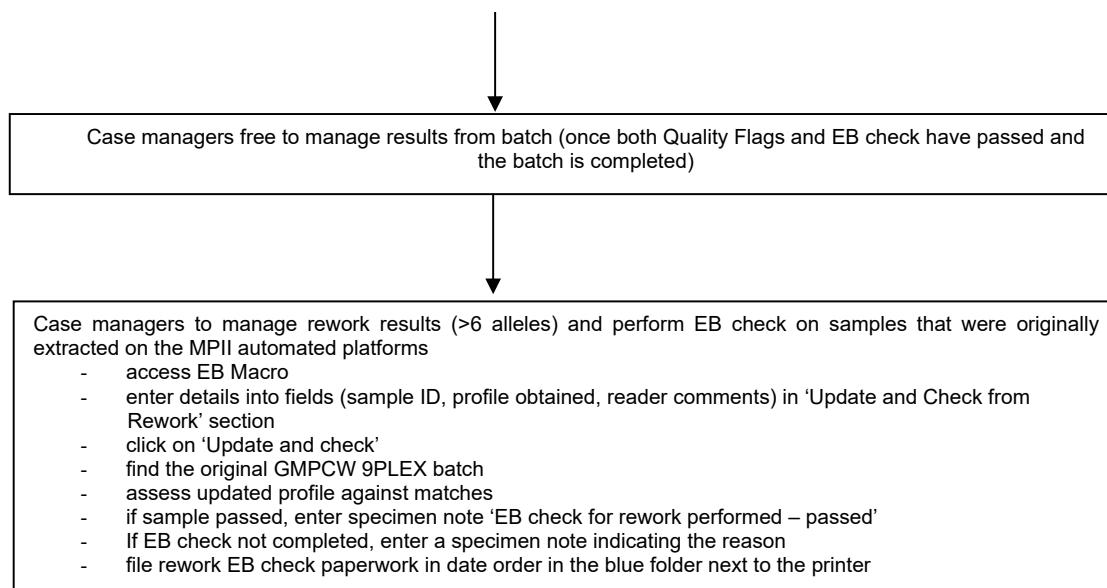 Case managers free to manage results from batch (once both Quality Flags and EB check have passed and
the batch is completed)
Case managers to manage rework results (>6 alleles) and perform EB check on samples that were originally
extracted on the MPII automated platforms
- access EB Macro
- enter details into fields (sample ID, profile obtained, reader comments) in ‘Update and Check from
Rework’ section
- click on ‘Update and check’
- find the original GMPCW 9PLEX batch
- assess updated profile against matches
- if sample passed, enter specimen note ‘EB check for rework performed – passed’
- If EB check not completed, enter a specimen note indicating the reason
- file rework EB check paperwork in date order in the blue folder next to the printer